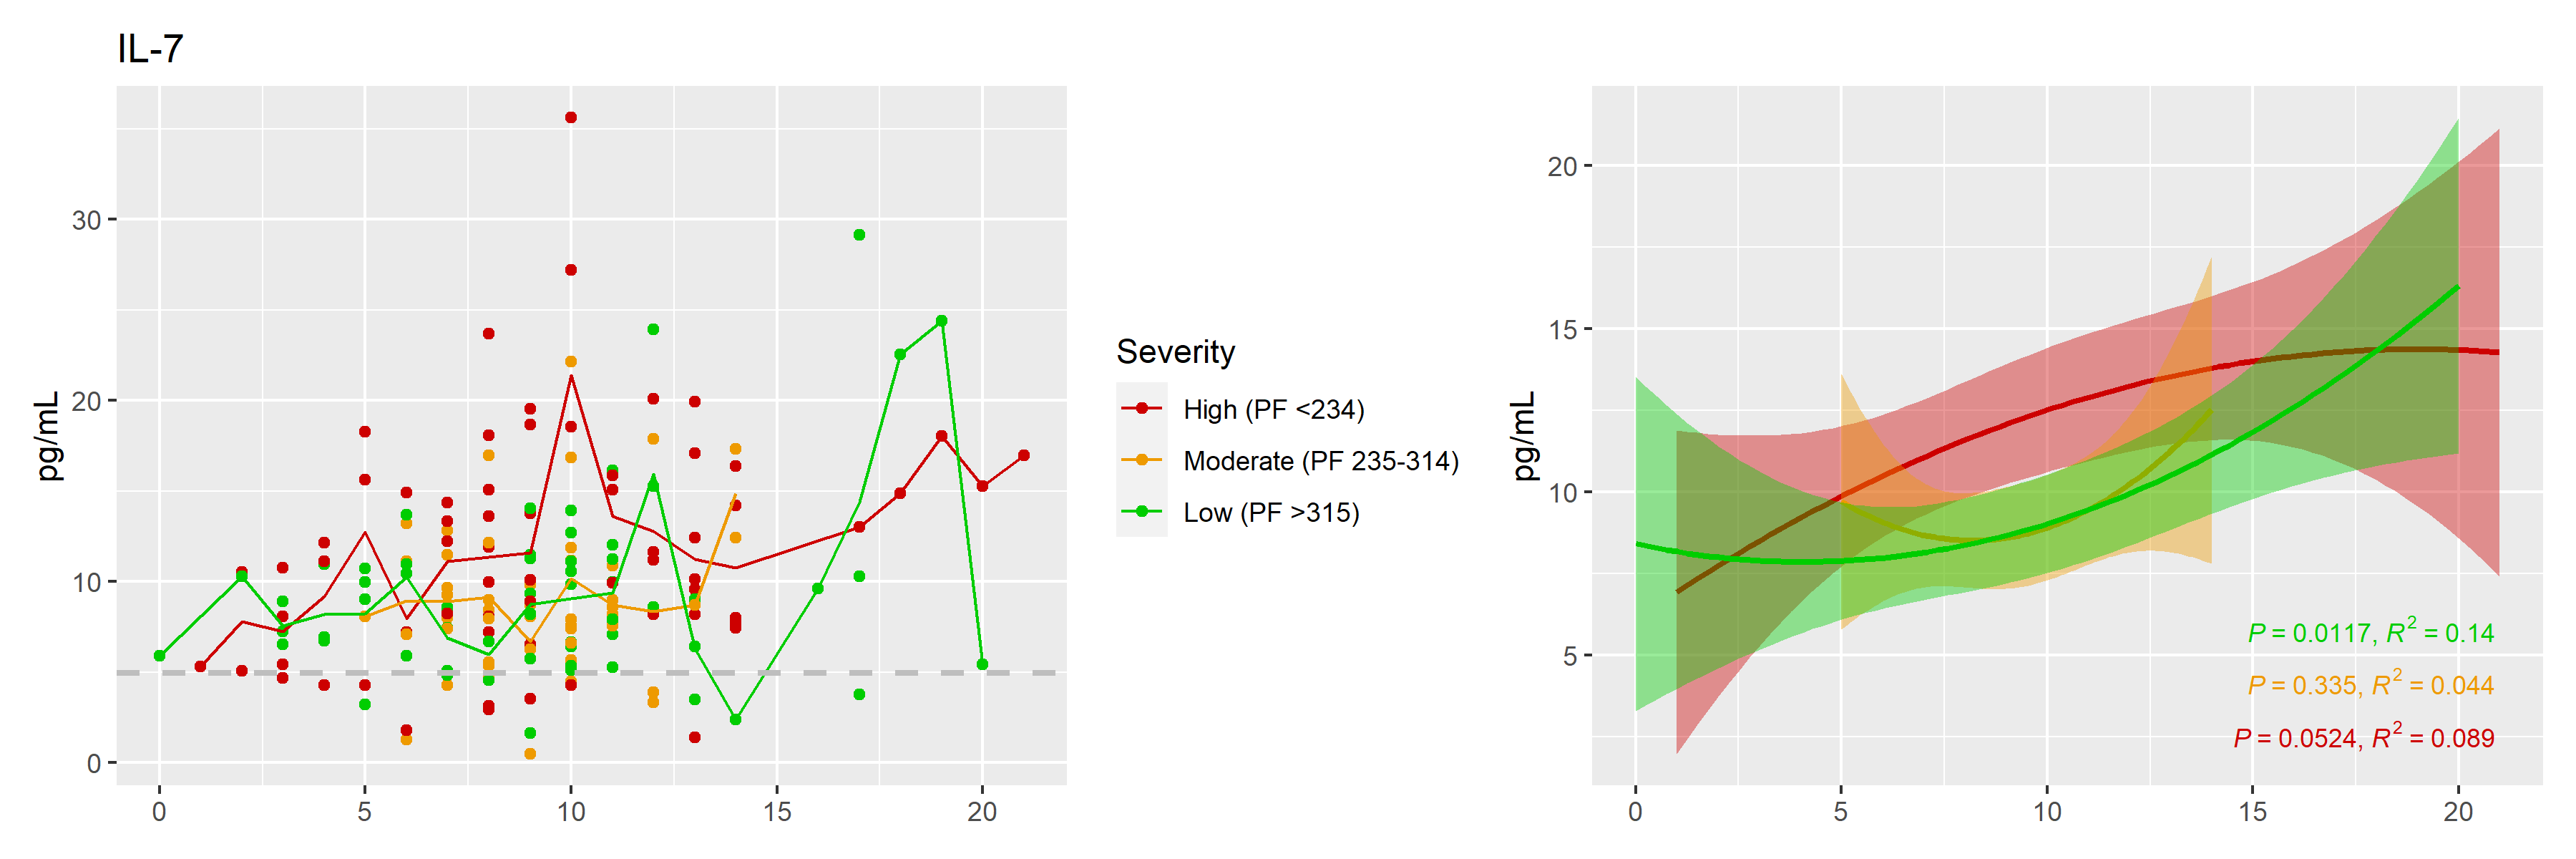 IL-7
pg/mL
30
20
10
0
0 5 10 15 20
Severity
High (PF <234)
Moderate (PF 235-314)
Low (PF >315)
pg/mL
20
15
10
5
P = 0.0117, R² = 0.14
P = 0.335, R² = 0.044
P = 0.0524, R² = 0.089
0 5 10 15 20